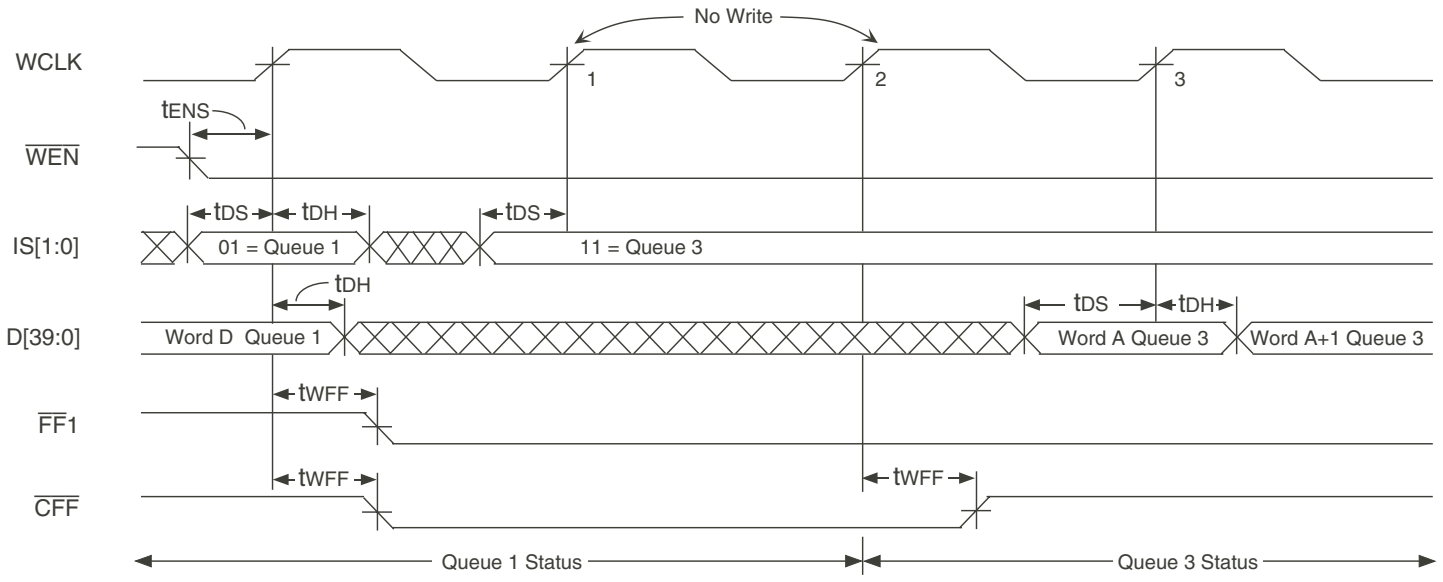 No Write
WCLK
1
2
3
tENS
WEN
tDS
tDH
tDS
IS[1:0]
01 = Queue 1
11 = Queue 3
tDH
tDS
tDH
D[39:0]
Word D Queue 1
Word A Queue 3
Word A+1 Queue 3
tWFF
FF1
tWFF
tWFF
CFF
Queue 1 Status
Queue 3 Status